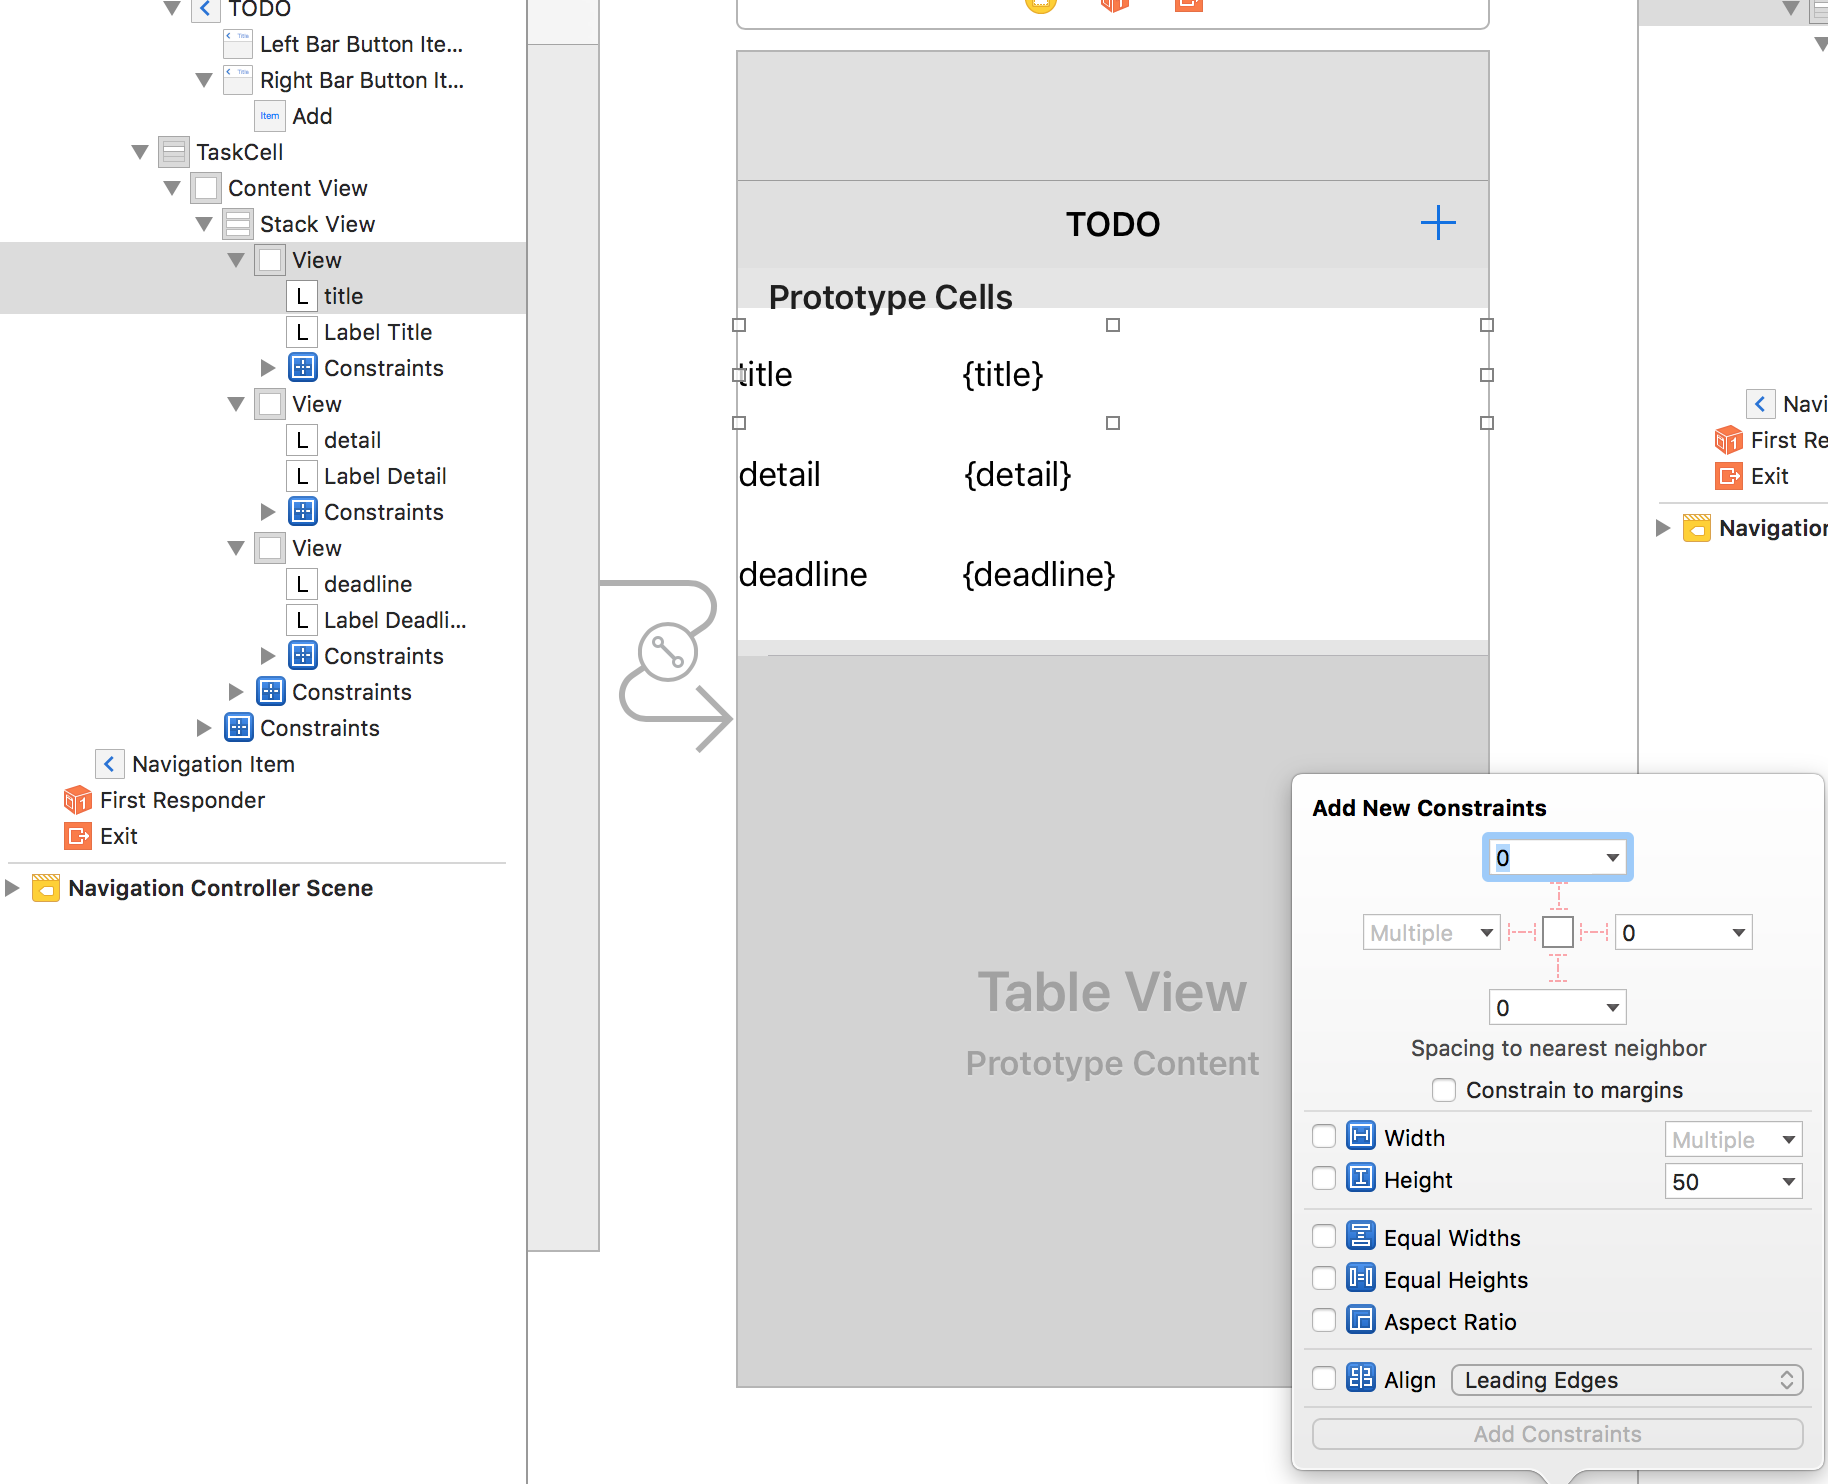 TODO
Left Bar Button Ite...
Right Bar Button It...
Item
Add
TaskCell
Content View
Stack View
View
L title
L Label Title
Constraints
View
L detail
L Label Detail
Constraints
View
L deadline
L Label Deadli...
Constraints
Constraints
Constraints
Navigation Item
First Responder
Exit
Navigation Controller Scene
TODO
Prototype Cells
title {title}
detail {detail}
deadline {deadline}
Table View
Prototype Content
Navi
First Re
Exit
Navigation
Add New Constraints
0
Multiple 0
0
Spacing to nearest neighbor
Constrain to margins
Width Multiple
Height 50
Equal Widths
Equal Heights
Aspect Ratio
Align Leading Edges
Add Constraints